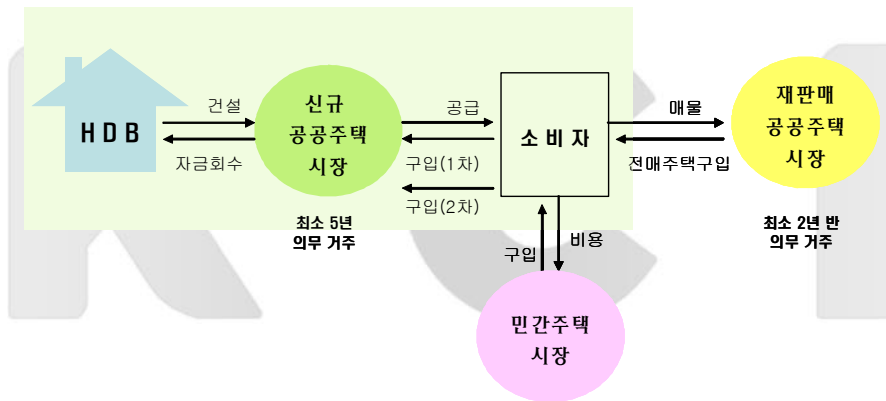 HDB
건설
자금회수
신규
공공주택
시장
최소 5년
의무 거주
공급
구입(1차)
구입(2차)
소비자
매물
전매주택구입
재판매
공공주택
시장
최소 2년 반
의무 거주
구입
비용
민간주택
시장
KCI